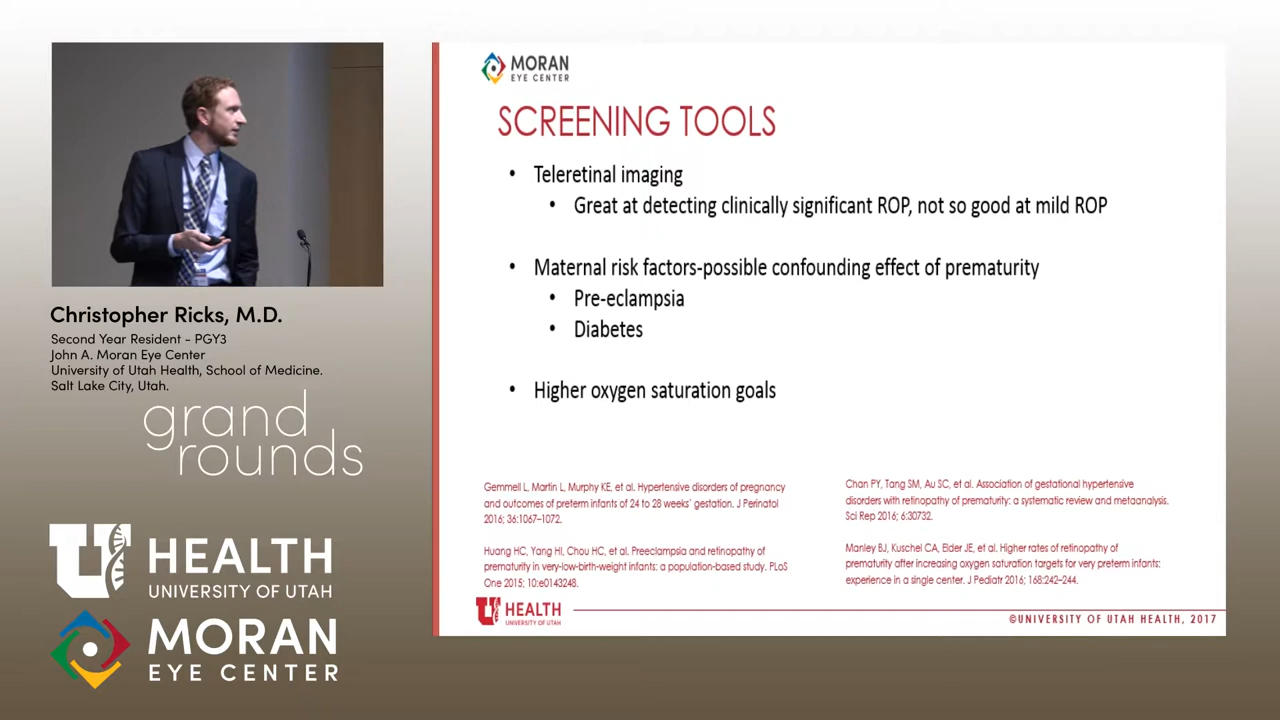 Christopher Ricks, M.D.
Second Year Resident - PGY3
John A. Moran Eye Center
University of Utah Health, School of Medicine.
Salt Lake City, Utah.
grand
rounds
U HEALTH
UNIVERSITY OF UTAH
MORAN
EYE CENTER
MORAN
EYE CENTER
SCREENING TOOLS
• Teleretinal imaging
• Great at detecting clinically significant ROP, not so good at mild ROP
• Maternal risk factors-possible confounding effect of prematurity
• Pre-eclampsia
• Diabetes
• Higher oxygen saturation goals
Gemmell L, Martin L, Murphy KE, et al. Hypertensive disorders of pregnancy
and outcomes of preterm infants of 24 to 28 weeks' gestation. J Perinatol
2016; 36:1067–1072.
Huang HC, Yang HI, Chou HC, et al. Preeclampsia and retinopathy of
prematurity in very-low-birth-weight infants: a population-based study. PLoS
One 2015; 10:e0143248.
Chan PY, Tang SM, Au SC, et al. Association of gestational hypertensive
disorders with retinopathy of prematurity: a systematic review and metaanalysis.
Sci Rep 2016; 6:30732.
Manley BJ, Kuschel CA, Elder JE, et al. Higher rates of retinopathy of
prematurity after increasing oxygen saturation targets for very preterm infants:
experience in a single center. J Pediatr 2016; 168:242–244.
U HEALTH
UNIVERSITY OF UTAH
©UNIVERSITY OF UTAH HEALTH, 2017